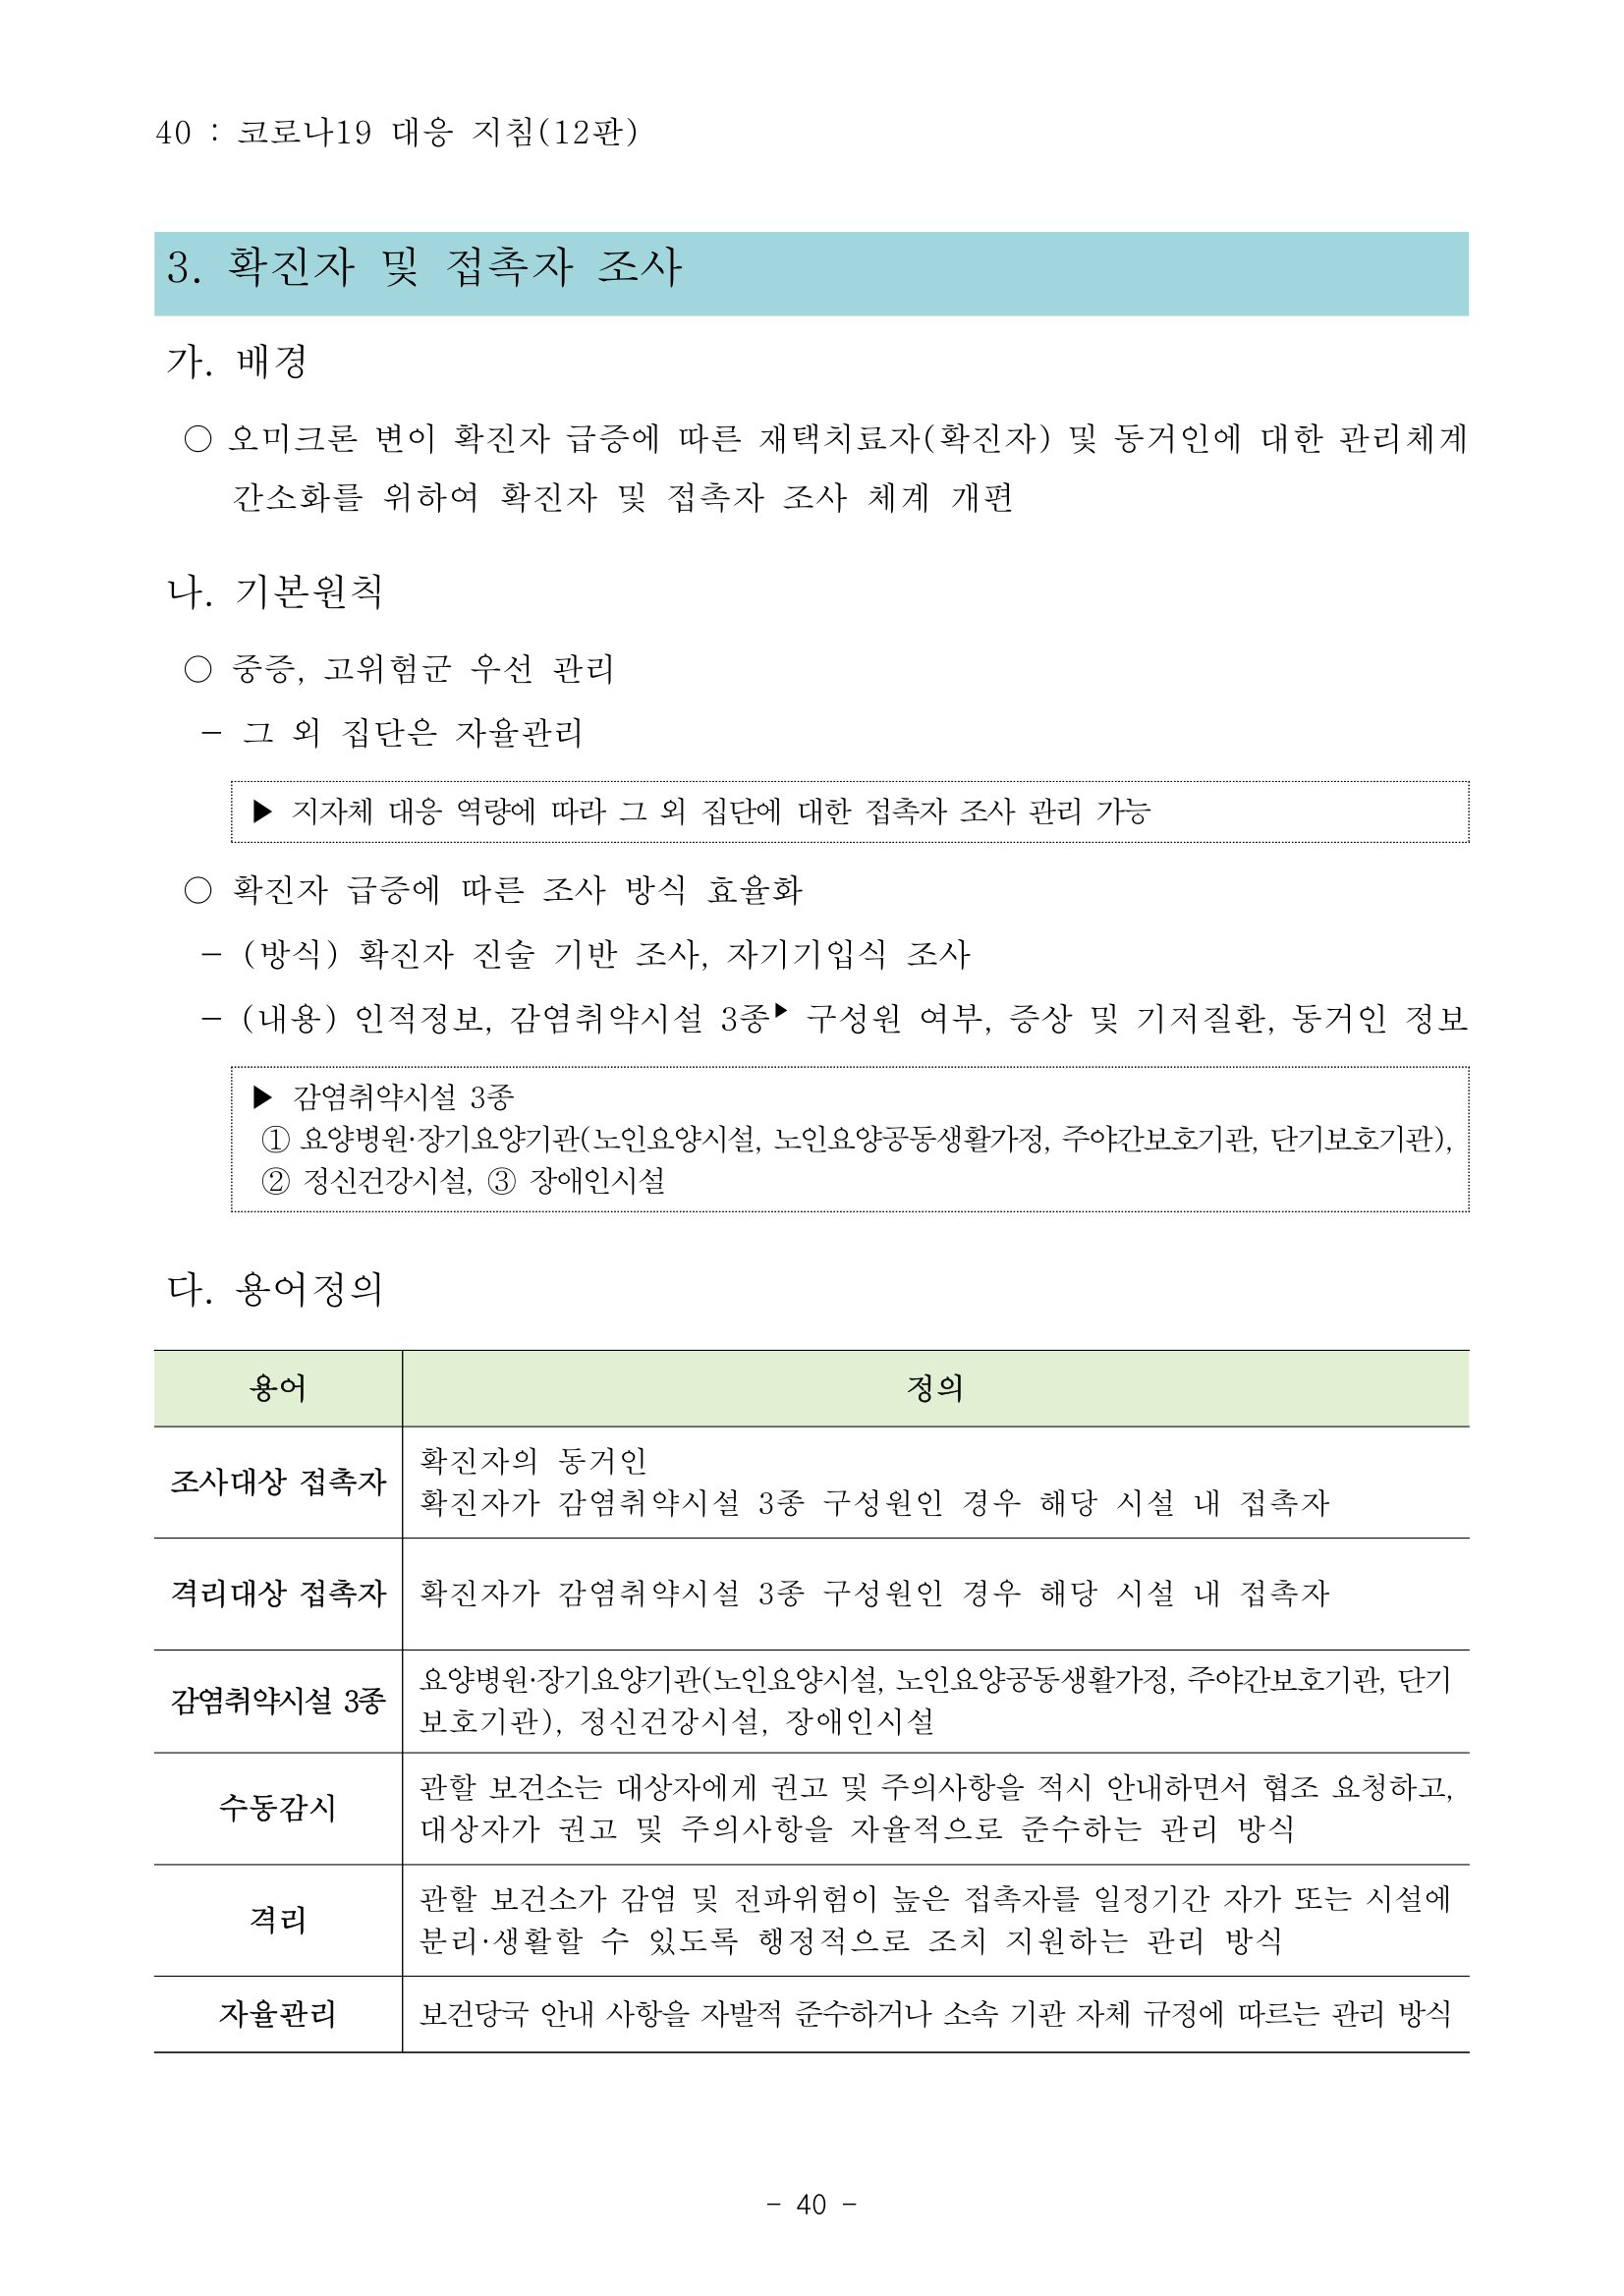 40 : 코로나19 대응 지침(12판)
3. 확진자 및 접촉자 조사
가. 배경
○ 오미크론 변이 확진자 급증에 따른 재택치료자(확진자) 및 동거인에 대한 관리체계
간소화를 위하여 확진자 및 접촉자 조사 체계 개편
나. 기본원칙
○ 중증, 고위험군 우선 관리
- 그 외 집단은 자율관리
▶ 지자체 대응 역량에 따라 그 외 집단에 대한 접촉자 조사 관리 가능
○ 확진자 급증에 따른 조사 방식 효율화
- (방식) 확진자 진술 기반 조사, 자기기입식 조사
- (내용) 인적정보, 감염취약시설 3종▶ 구성원 여부, 증상 및 기저질환, 동거인 정보
▶ 감염취약시설 3종
① 요양병원·장기요양기관(노인요양시설, 노인요양공동생활가정, 주야간보호기관, 단기보호기관),
② 정신건강시설, ③ 장애인시설
다. 용어정의
용어 정의
조사대상 접촉자 확진자의 동거인
확진자가 감염취약시설 3종 구성원인 경우 해당 시설 내 접촉자
격리대상 접촉자 확진자가 감염취약시설 3종 구성원인 경우 해당 시설 내 접촉자
감염취약시설 3종 요양병원·장기요양기관(노인요양시설, 노인요양공동생활가정, 주야간보호기관, 단기
보호기관), 정신건강시설, 장애인시설
수동감시 관할 보건소는 대상자에게 권고 및 주의사항을 적시 안내하면서 협조 요청하고,
대상자가 권고 및 주의사항을 자율적으로 준수하는 관리 방식
격리 관할 보건소가 감염 및 전파위험이 높은 접촉자를 일정기간 자가 또는 시설에
분리·생활할 수 있도록 행정적으로 조치 지원하는 관리 방식
자율관리 보건당국 안내 사항을 자발적 준수하거나 소속 기관 자체 규정에 따르는 관리 방식
- 40 -